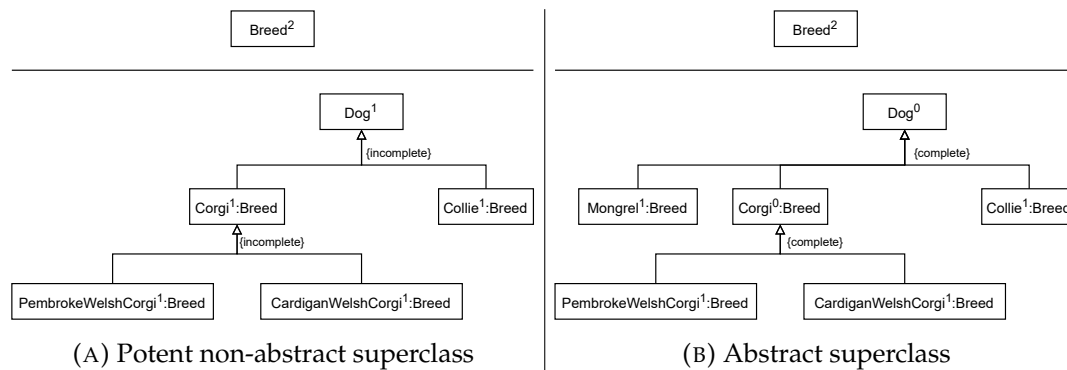 Breed²
Dog¹
{incomplete}
Corgi¹:Breed
Collie¹:Breed
{incomplete}
PembrokeWelshCorgi¹:Breed
CardiganWelshCorgi¹:Breed
(A) Potent non-abstract superclass
Breed²
Dog⁰
{complete}
Mongrel¹:Breed
Corgi⁰:Breed
Collie¹:Breed
{complete}
PembrokeWelshCorgi¹:Breed
CardiganWelshCorgi¹:Breed
(B) Abstract superclass